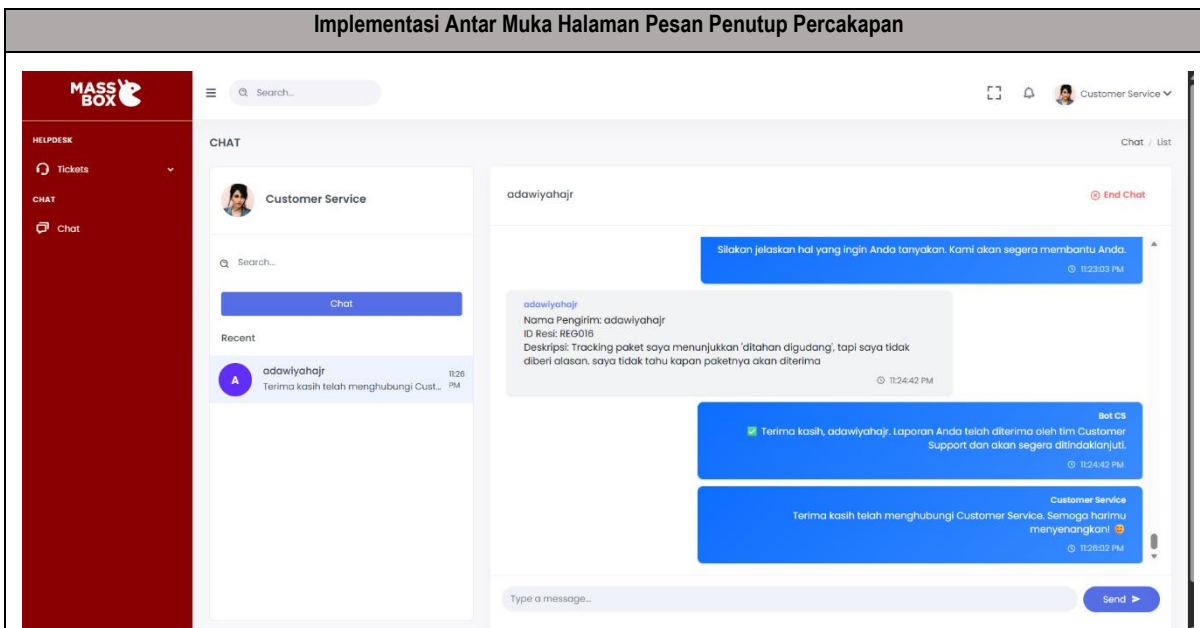 Implementasi Antar Muka Halaman Pesan Penutup Percakapan
MASS
BOX
Search...
Customer Service
HELPDESK
Tickets
CHAT
Chat
CHAT
Chat / List
Customer Service
Search...
Chat
Recent
A
adawiyahajr
11:26
PM
Terima kasih telah menghubungi Cust...
adawiyahajr
End Chat
Silakan jelaskan hal yang ingin Anda tanyakan. Kami akan segera membantu Anda.
11:23:03 PM
adawiyahajr
Nama Pengirim: adawiyahajr
ID Resi: REG016
Deskripsi: Tracking paket saya menunjukkan 'ditahan digudang', tapi saya tidak
diberi alasan. saya tidak tahu kapan paketnya akan diterima
11:24:42 PM
Bot CS
✅ Terima kasih, adawiyahajr. Laporan Anda telah diterima oleh tim Customer
Support dan akan segera ditindaklanjuti.
11:24:42 PM
Customer Service
Terima kasih telah menghubungi Customer Service. Semoga harimu
menyenangkan! 😊
11:26:02 PM
Type a message...
Send